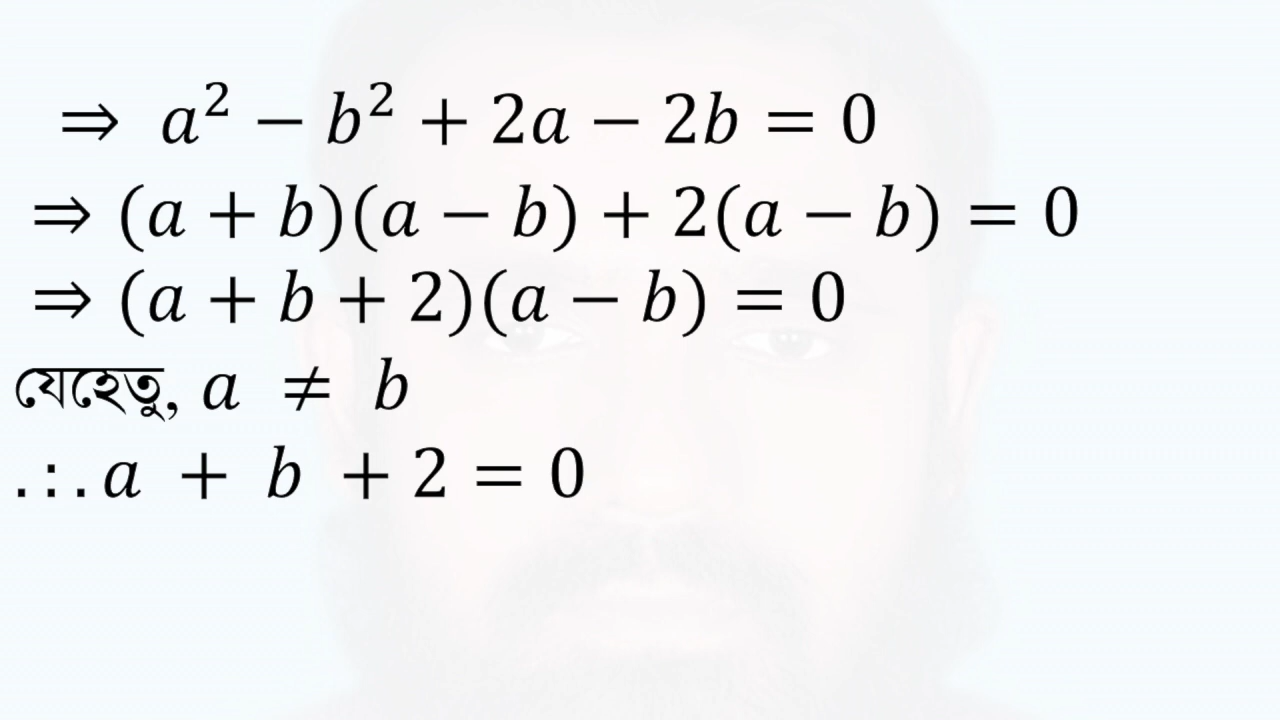 ⇒ a² − b² + 2a − 2b = 0
⇒ (a + b)(a − b) + 2(a − b) = 0
⇒ (a + b + 2)(a − b) = 0
যেহেতু, a ≠ b
.∴. a + b + 2 = 0